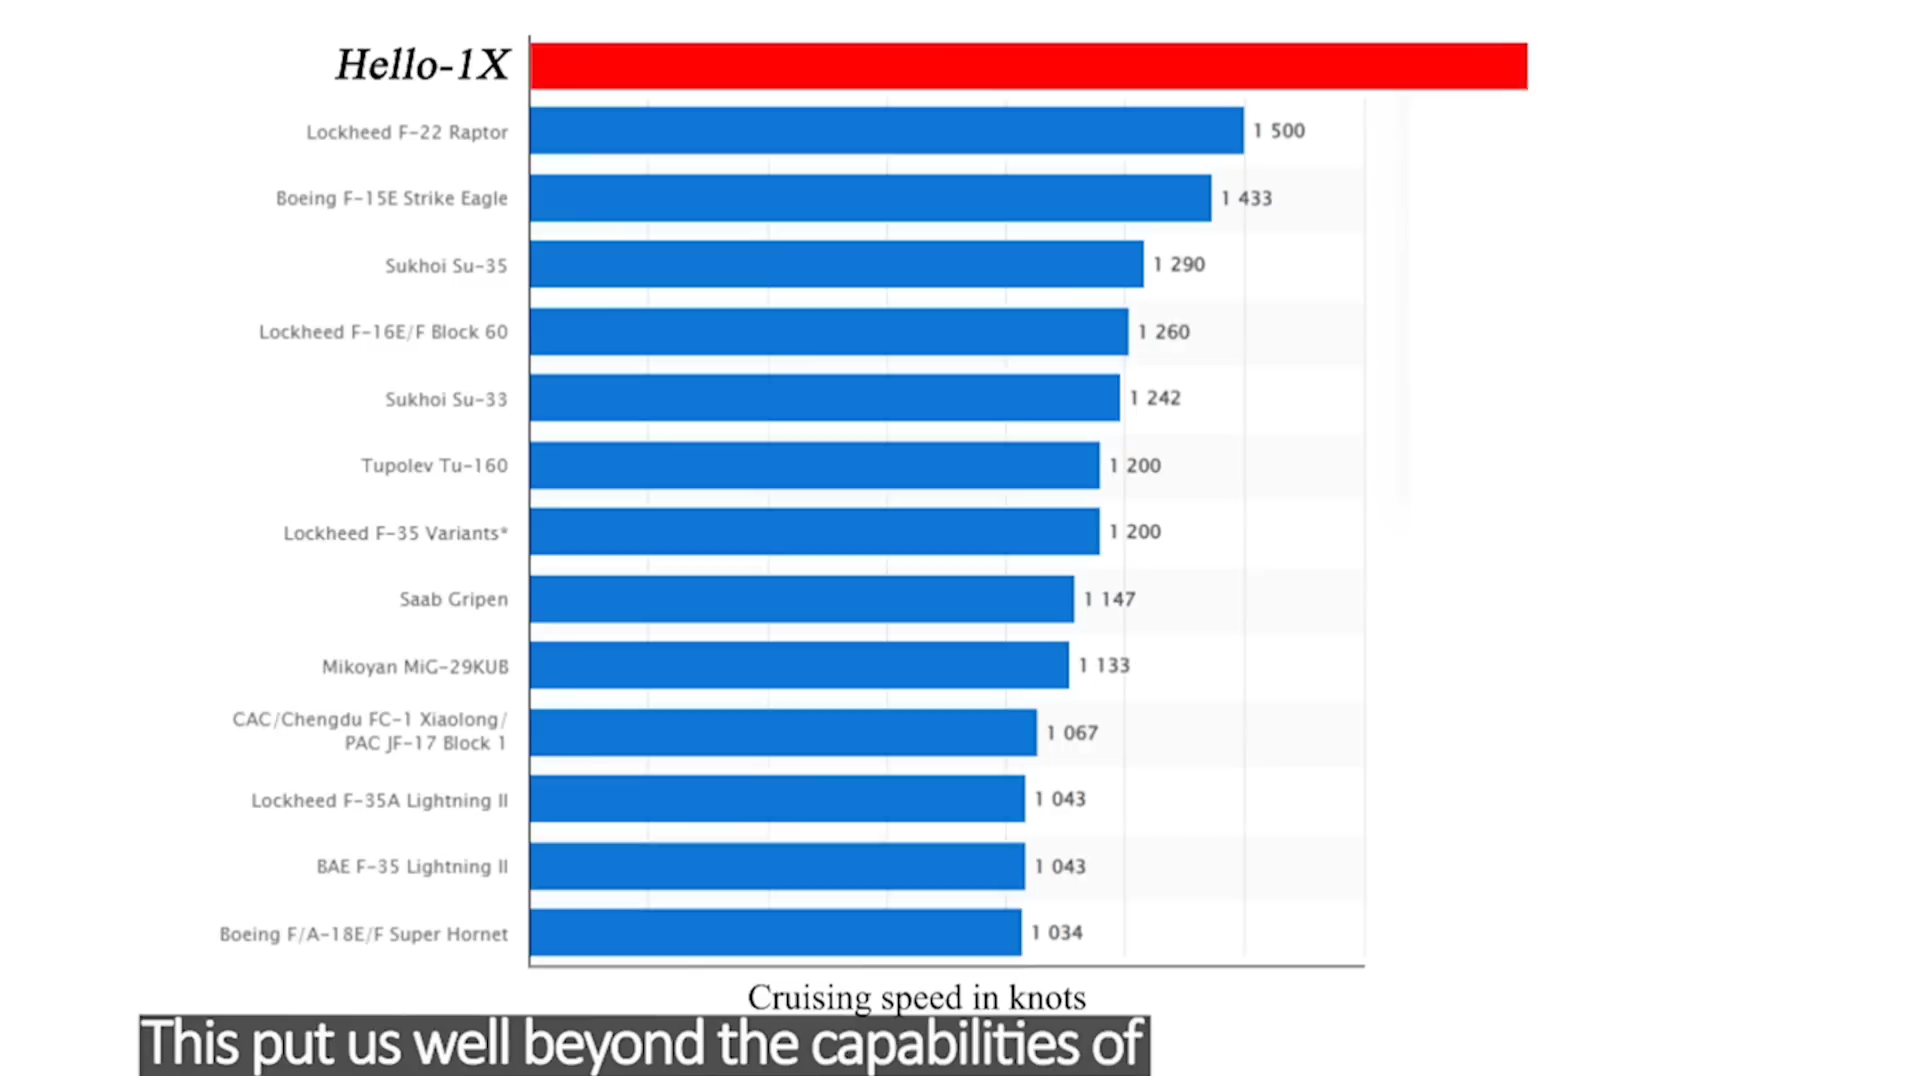 Hello-1X
Lockheed F-22 Raptor 1 500
Boeing F-15E Strike Eagle 1 433
Sukhoi Su-35 1 290
Lockheed F-16E/F Block 60 1 260
Sukhoi Su-33 1 242
Tupolev Tu-160 1 200
Lockheed F-35 Variants* 1 200
Saab Gripen 1 147
Mikoyan MiG-29KUB 1 133
CAC/Chengdu FC-1 Xiaolong/
PAC JF-17 Block 1 1 067
Lockheed F-35A Lightning II 1 043
BAE F-35 Lightning II 1 043
Boeing F/A-18E/F Super Hornet 1 034
Cruising speed in knots
This put us well beyond the capabilities of